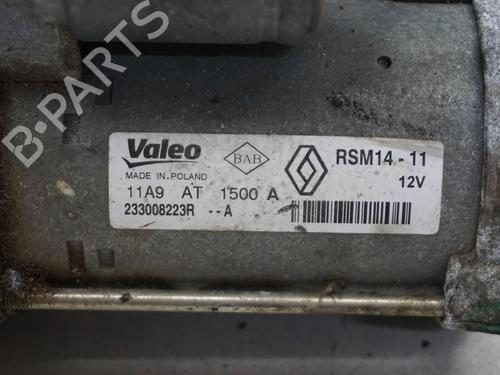 B-PARTS
Valeo
BAB
RSM14 - 11
MADE IN POLAND
12V
11A9 AT 1500 A
233008223R --A